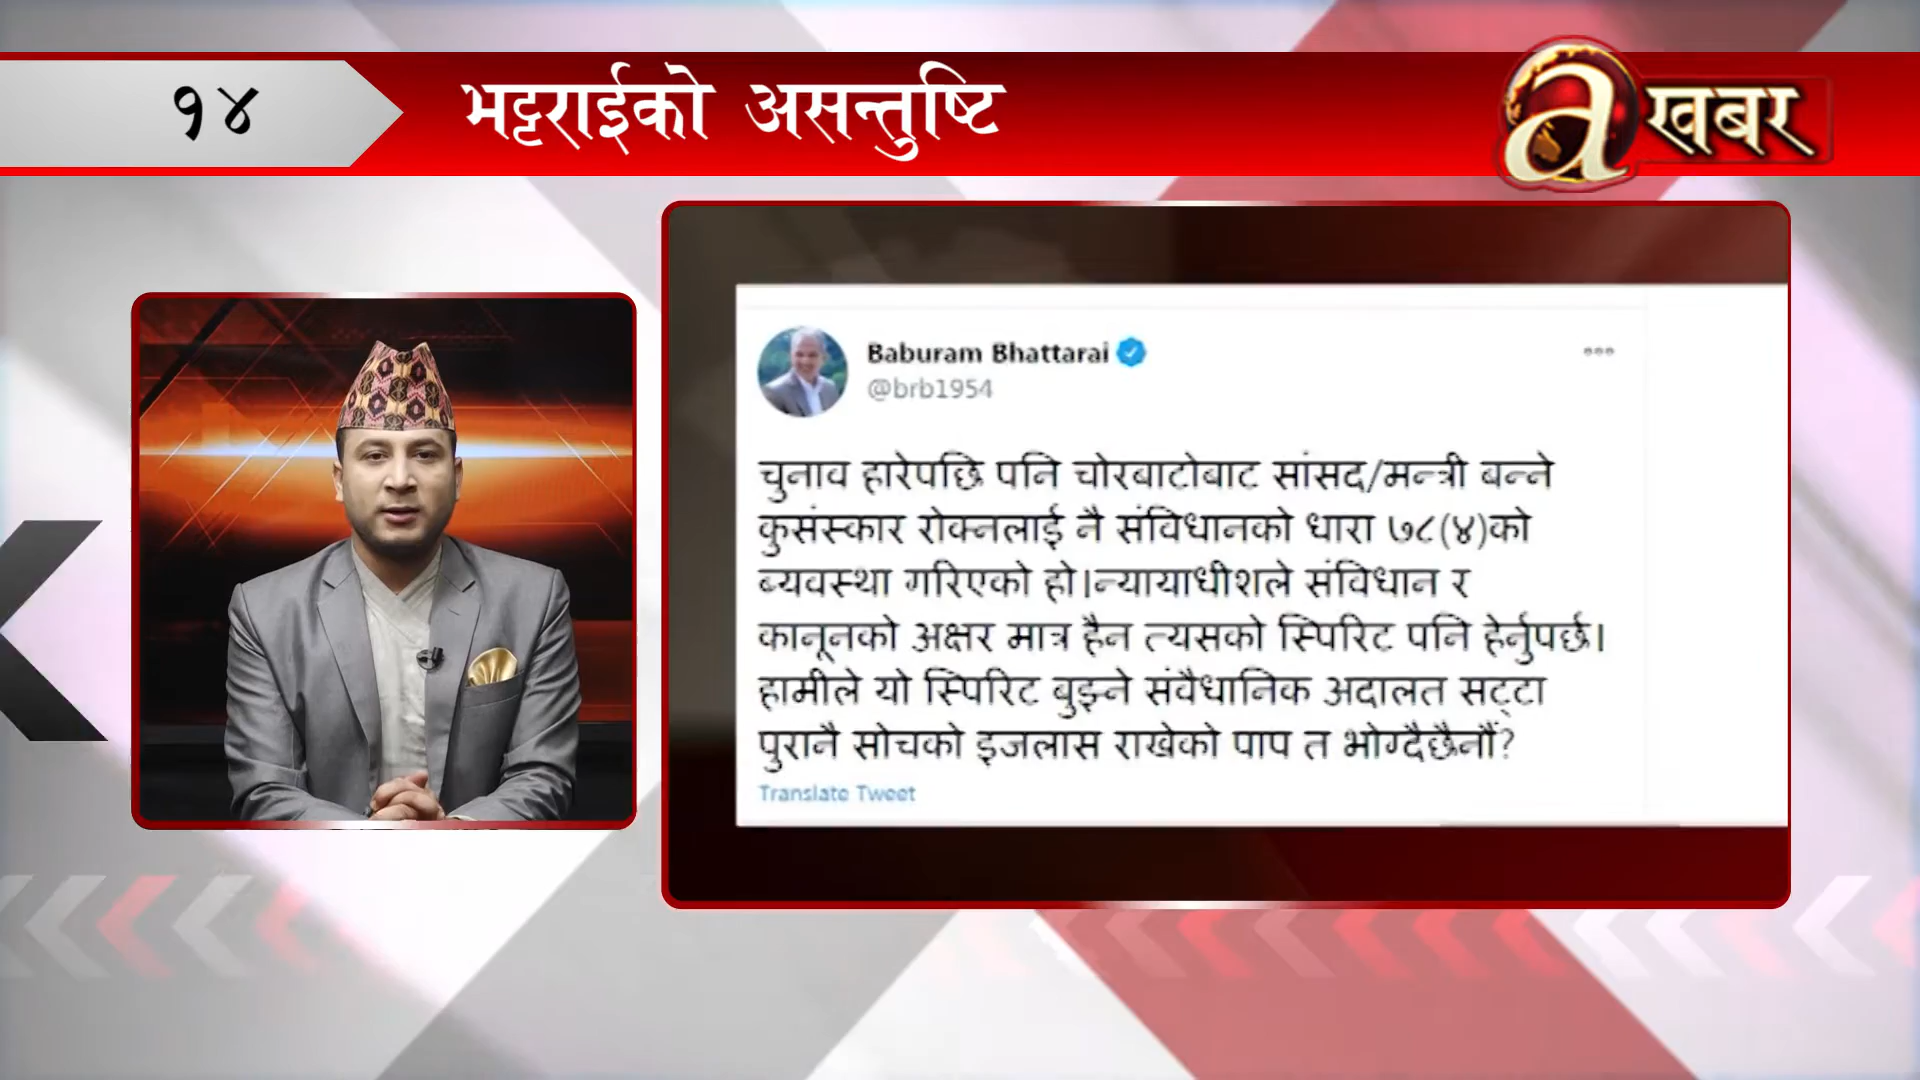 १४
भट्टराईको असन्तुष्टि
a खबर
Baburam Bhattarai
@brb1954
चुनाव हारेपछि पनि चोरबाटोबाट सांसद/मन्त्री बन्ने
कुसंस्कार रोक्नलाई नै संविधानको धारा ७८(४)को
ब्यवस्था गरिएको हो।न्यायाधीशले संविधान र
कानूनको अक्षर मात्र हैन त्यसको स्पिरिट पनि हेर्नुपर्छ।
हामीले यो स्पिरिट बुझ्ने संवैधानिक अदालत सट्टा
पुरानै सोचको इजलास राखेको पाप त भोग्दैछैनौं?
Translate Tweet